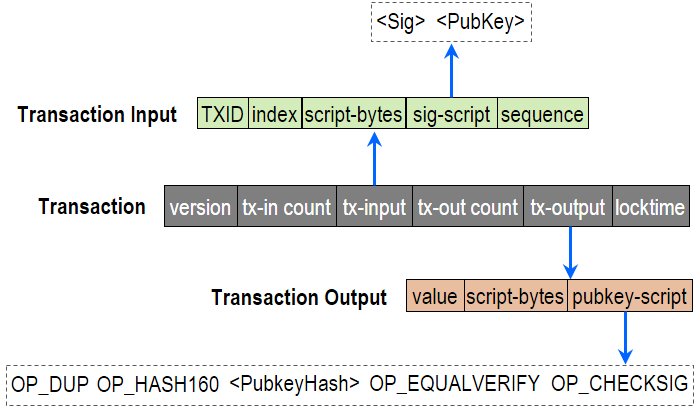 <Sig> <PubKey>
Transaction Input TXID index script-bytes sig-script sequence
Transaction version tx-in count tx-input tx-out count tx-output locktime
Transaction Output value script-bytes pubkey-script
OP_DUP OP_HASH160 <PubkeyHash> OP_EQUALVERIFY OP_CHECKSIG